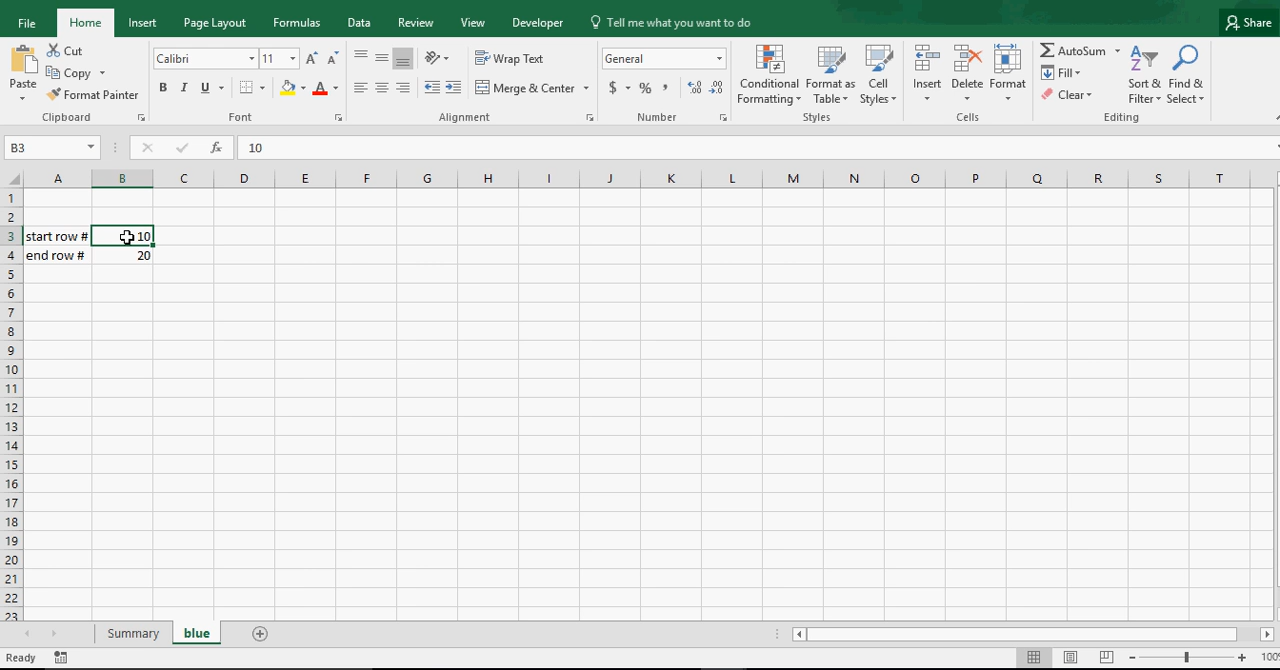 File Home Insert Page Layout Formulas Data Review View Developer Tell me what you want to do Share
Paste Cut Copy Format Painter Clipboard
Calibri 11 A A B I U A Font
Wrap Text Merge & Center Alignment
General $ % , .0 .00 Number
Conditional Formatting Format as Table Cell Styles Styles
Insert Delete Format Cells
AutoSum Fill Clear Sort & Filter Find & Select Editing
B3 fx 10
A B C D E F G H I J K L M N O P Q R S T
1
2
3 start row # 10
4 end row # 20
5
6
7
8
9
10
11
12
13
14
15
16
17
18
19
20
21
22
23
Summary blue
Ready 100%